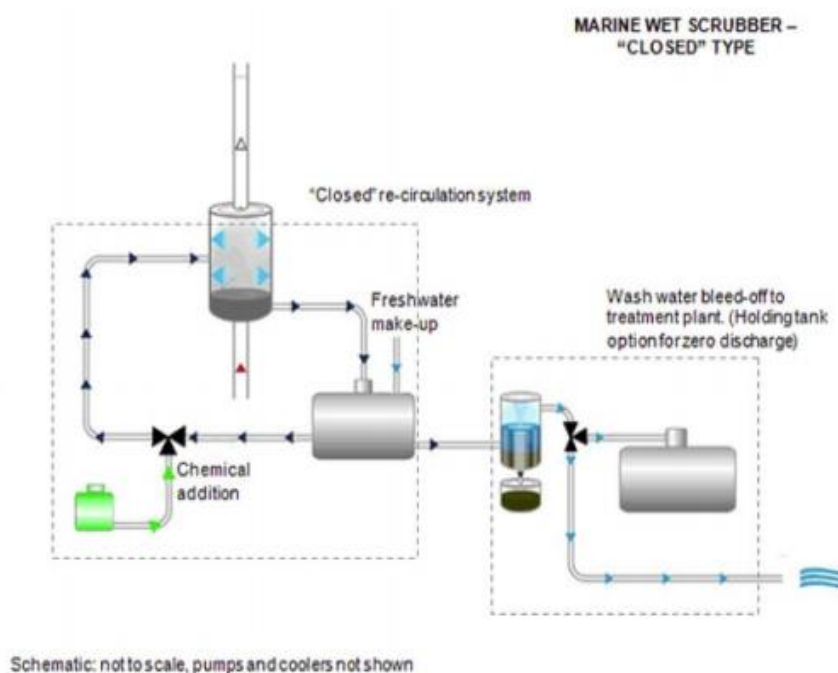 MARINE WET SCRUBBER –
"CLOSED" TYPE
"Closed" re-circulation system
Freshwater
make-up
Wash water bleed-off to
treatment plant. (Holding tank
option for zero discharge)
Chemical
addition
Schematic: not to scale, pumps and coolers not shown